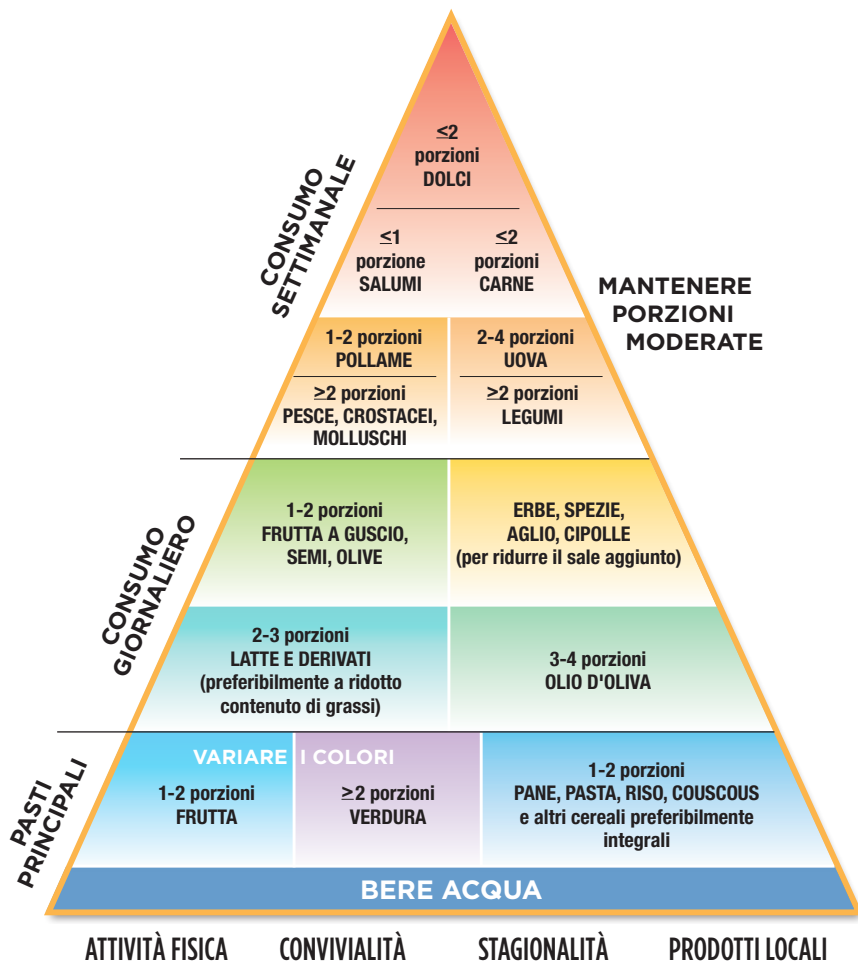 ≤2
porzioni
DOLCI
≤1
porzione
SALUMI
≤2
porzioni
CARNE
CONSUMO
SETTIMANALE
MANTENERE
PORZIONI
MODERATE
1-2 porzioni
POLLAME
2-4 porzioni
UOVA
≥2 porzioni
PESCE, CROSTACEI,
MOLLUSCHI
≥2 porzioni
LEGUMI
CONSUMO
GIORNALIERO
1-2 porzioni
FRUTTA A GUSCIO,
SEMI, OLIVE
ERBE, SPEZIE,
AGLIO, CIPOLLE
(per ridurre il sale aggiunto)
2-3 porzioni
LATTE E DERIVATI
(preferibilmente a ridotto
contenuto di grassi)
3-4 porzioni
OLIO D'OLIVA
PASTI
PRINCIPALI
VARIARE I COLORI
1-2 porzioni
FRUTTA
≥2 porzioni
VERDURA
1-2 porzioni
PANE, PASTA, RISO, COUSCOUS
e altri cereali preferibilmente
integrali
BERE ACQUA
ATTIVITÀ FISICA
CONVIVIALITÀ
STAGIONALITÀ
PRODOTTI LOCALI